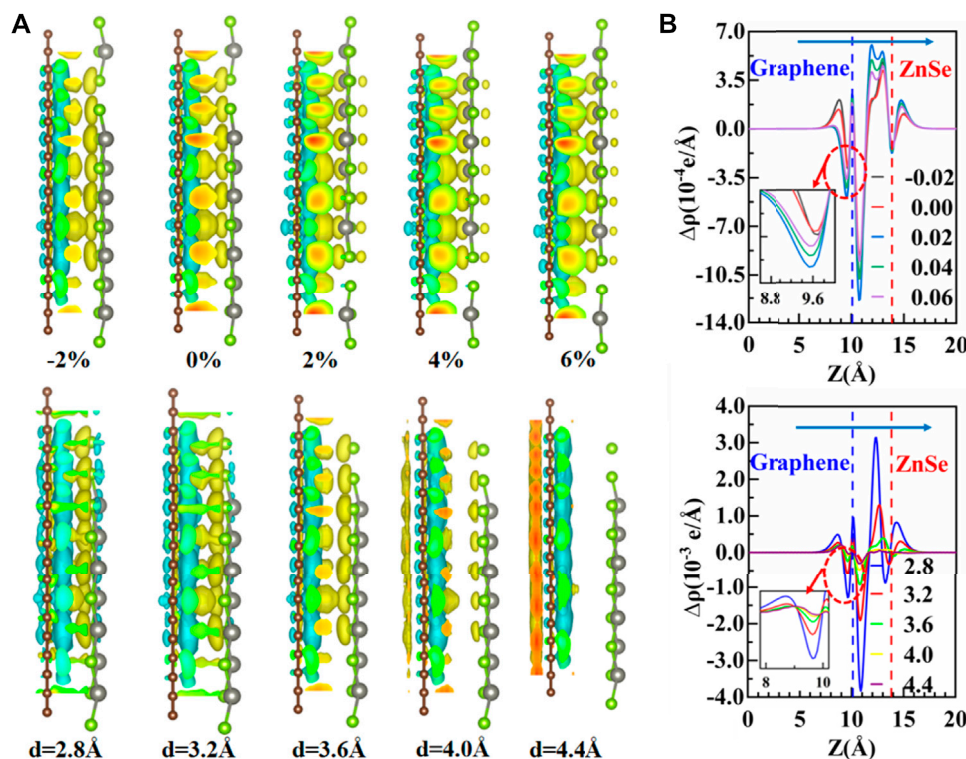 A
-2% 0% 2% 4% 6%
d=2.8Å d=3.2Å d=3.6Å d=4.0Å d=4.4Å
B
Δρ(10⁻⁴e/Å)
7.0
3.5
0.0
-3.5
-7.0
-10.5
-14.0
Graphene ZnSe
-0.02
0.00
0.02
0.04
0.06
8.8 9.6
0 5 10 15 20
Z(Å)
Δρ(10⁻³ e/Å)
4.0
3.0
2.0
1.0
0.0
-1.0
-2.0
-3.0
-4.0
Graphene ZnSe
2.8
3.2
3.6
4.0
4.4
8 10
0 5 10 15 20
Z(Å)